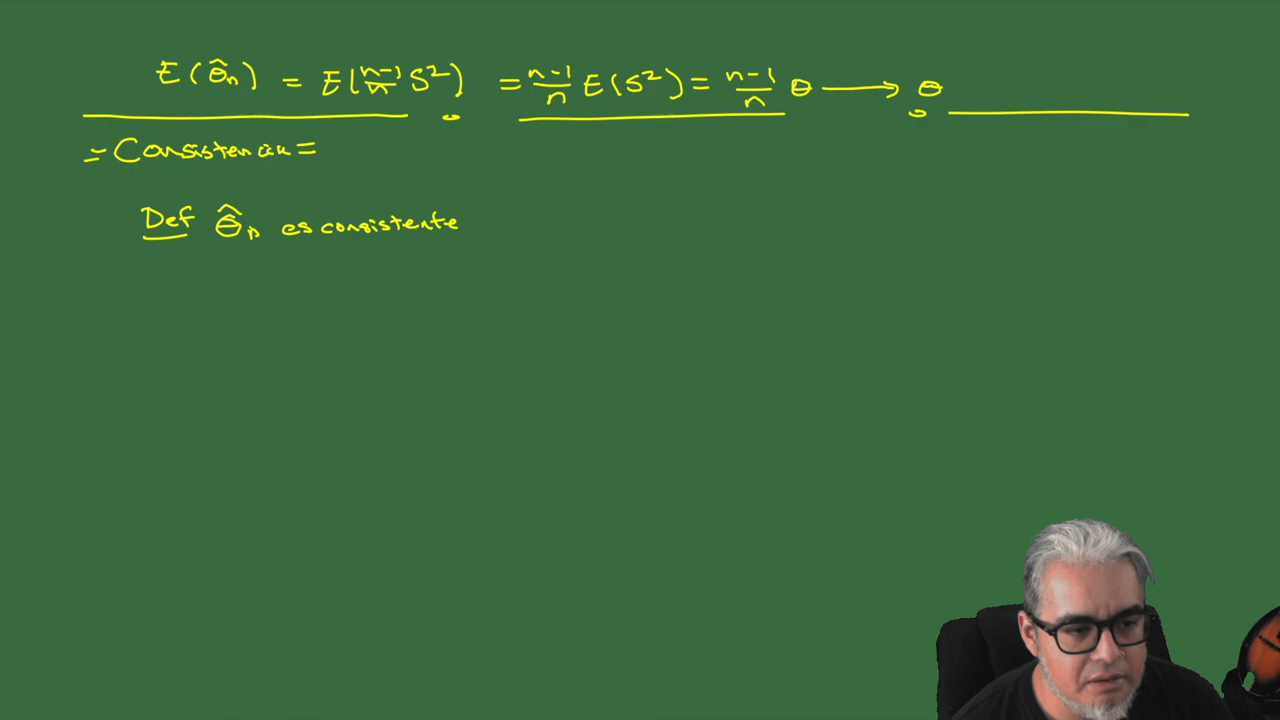 E(θ̂ₙ) = E(n-1/n S²) = n-1/n E(S²) = n-1/n θ → θ
= Consistencia =
Def θ̂ₙ es consistente